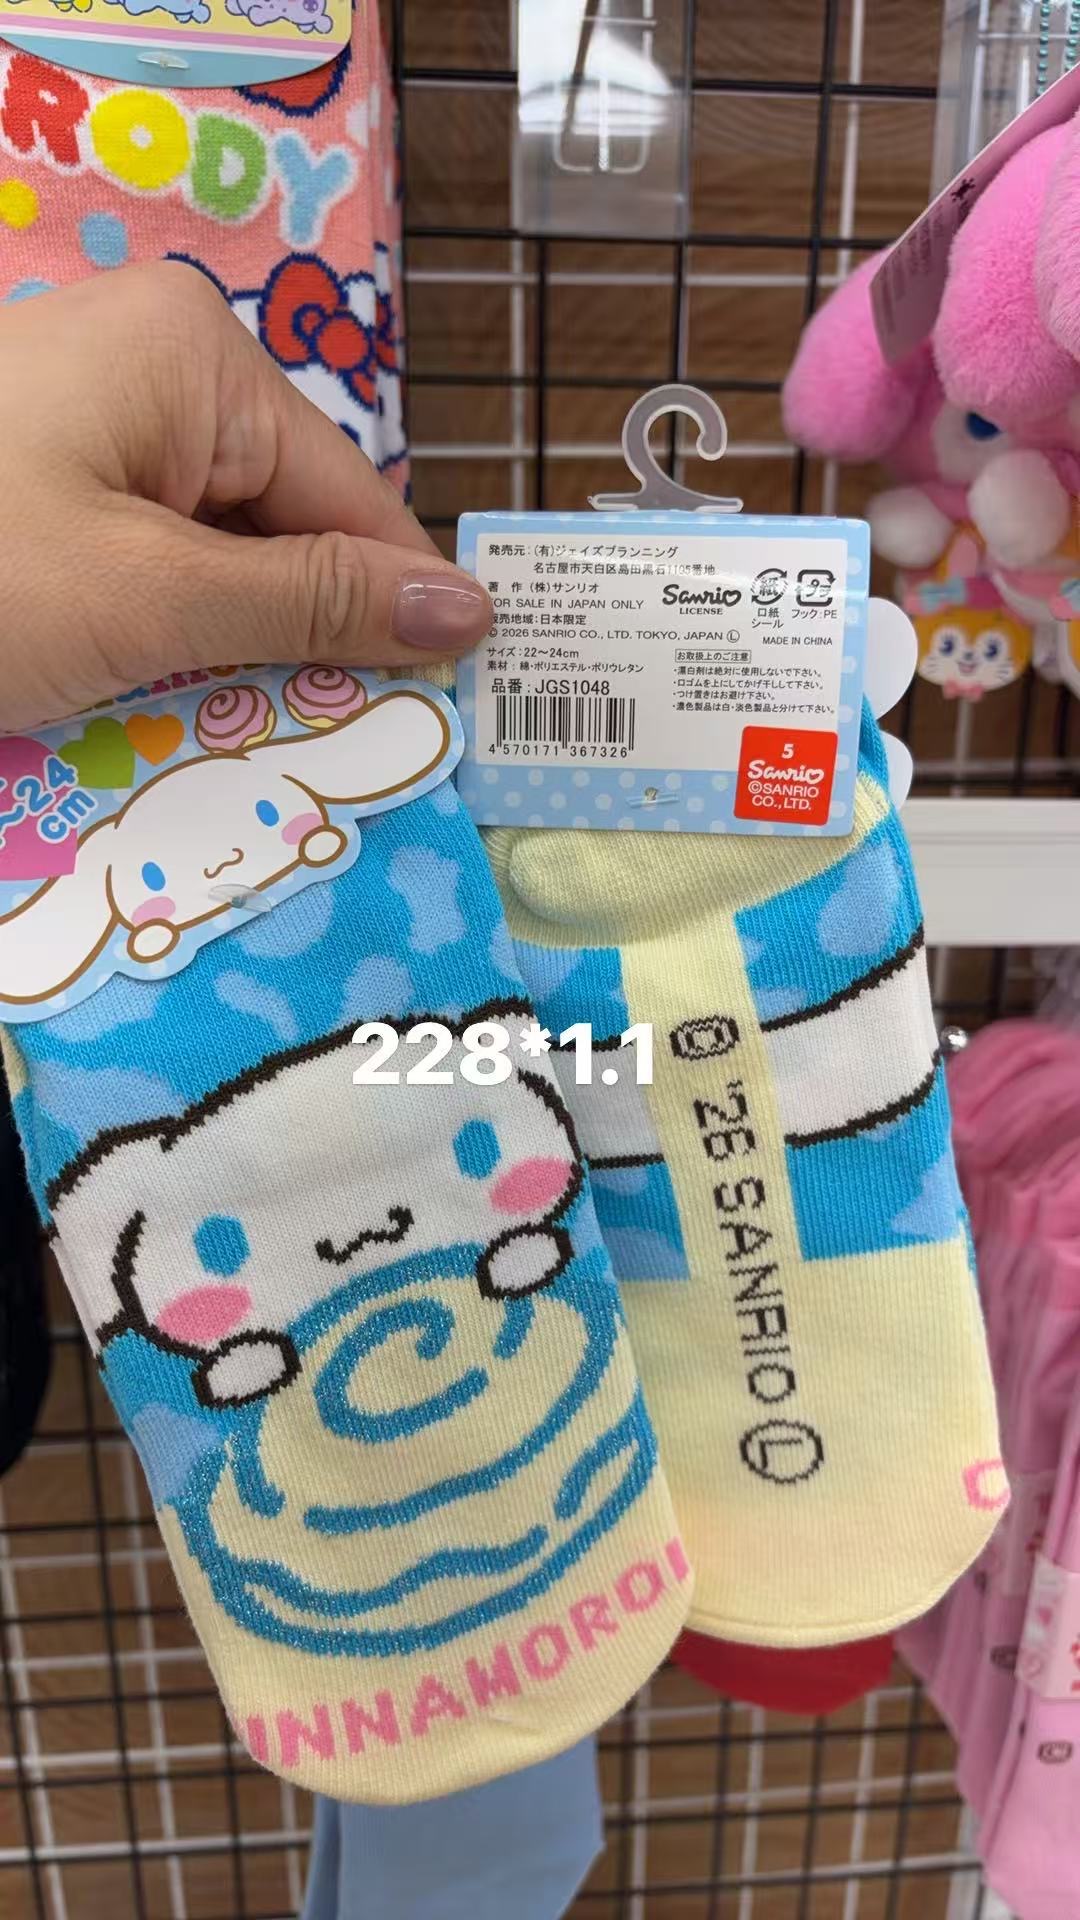 RODY
発売元:(有)ジェイズプランニング
名古屋市天白区島田黒石1105番地
著 作 (株)サンリオ
FOR SALE IN JAPAN ONLY
販売地域:日本限定
© 2026 SANRIO CO., LTD. TOKYO, JAPAN Ⓛ
サイズ:22〜24cm
素材:綿・ポリエステル・ポリウレタン
品番:JGS1048
4 570171 367326
Sanrio
LICENSE
紙
口紙
シール
プラ
フック:PE
MADE IN CHINA
お取扱上のご注意
・漂白剤は絶対に使用しないで下さい。
・口ゴムを上にしてかげ干しして下さい。
・つけ置きはお避け下さい。
・濃色製品は白・淡色製品と分けて下さい。
5
Sanrio
©SANRIO
CO., LTD.
〜24
cm
228*1.1
'26 SANRIO Ⓛ
INNAMOROL